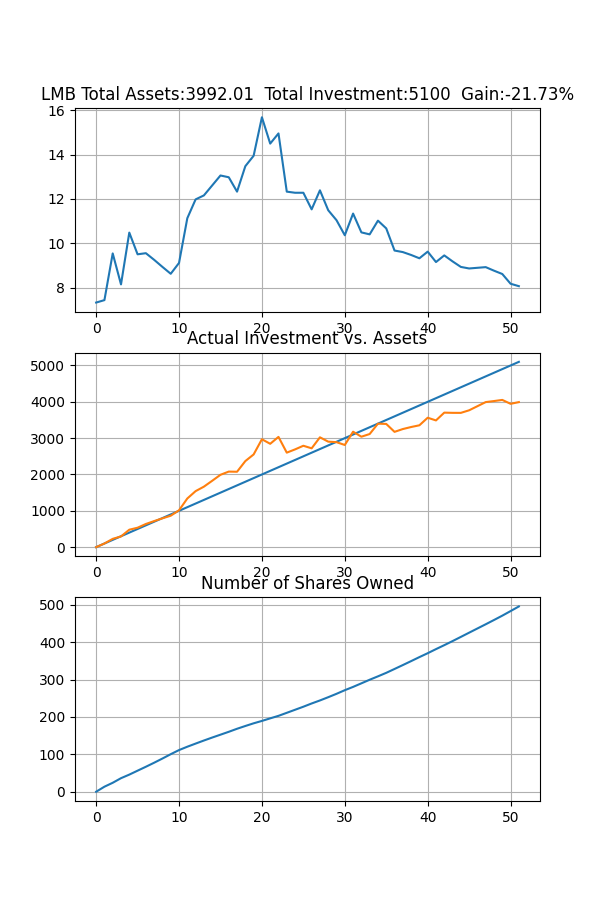 LMB Total Assets:3992.01  Total Investment:5100  Gain:-21.73%
16
14
12
10
8
0 10 20 30 40 50
Actual Investment vs. Assets
5000
4000
3000
2000
1000
0
0 10 20 30 40 50
Number of Shares Owned
500
400
300
200
100
0
0 10 20 30 40 50